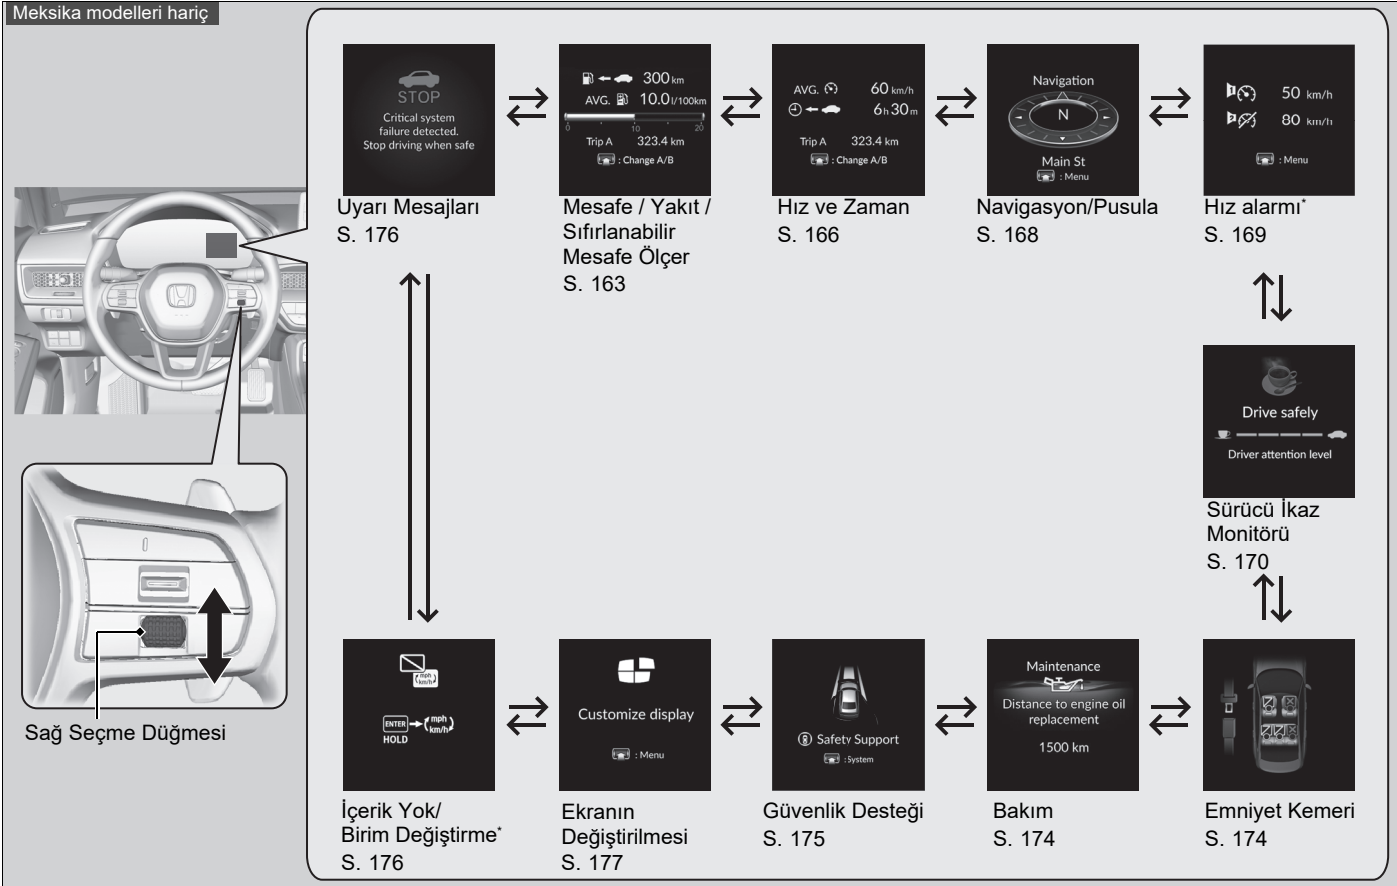 Meksika modelleri hariç
STOP
Critical system
failure detected.
Stop driving when safe
Uyarı Mesajları
S. 176
300 km
AVG. 10.0 l/100km
0 10 20
Trip A 323.4 km
: Change A/B
Mesafe / Yakıt /
Sıfırlanabilir
Mesafe Ölçer
S. 163
AVG. 60 km/h
6h 30m
Trip A 323.4 km
: Change A/B
Hız ve Zaman
S. 166
Navigation
N
Main St
: Menu
Navigasyon/Pusula
S. 168
50 km/h
80 km/h
: Menu
Hız alarmı*
S. 169
Drive safely
Driver attention level
Sürücü İkaz
Monitörü
S. 170
Sağ Seçme Düğmesi
mph
km/h
ENTER
HOLD
mph
km/h
İçerik Yok/
Birim Değiştirme*
S. 176
Customize display
: Menu
Ekranın
Değiştirilmesi
S. 177
Safety Support
: System
Güvenlik Desteği
S. 175
Maintenance
Distance to engine oil
replacement
1500 km
Bakım
S. 174
Emniyet Kemeri
S. 174